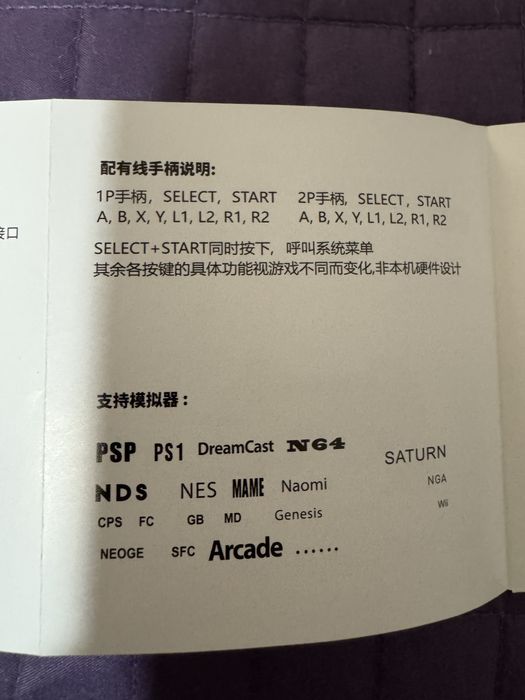 配有线手柄说明:
1P手柄，SELECT，START 2P手柄, SELECT, START
A, B, X, Y, L1, L2, R1, R2 A, B, X, Y, L1, L2, R1, R2
接口
SELECT+START同时按下，呼叫系统菜单
其余各按键的具体功能视游戏不同而变化,非本机硬件设计
支持模拟器：
PSP PS1 DreamCast N64 SATURN
NDS NES MAME Naomi NGA
CPS FC GB MD Genesis Wii
NEOGE SFC Arcade ······